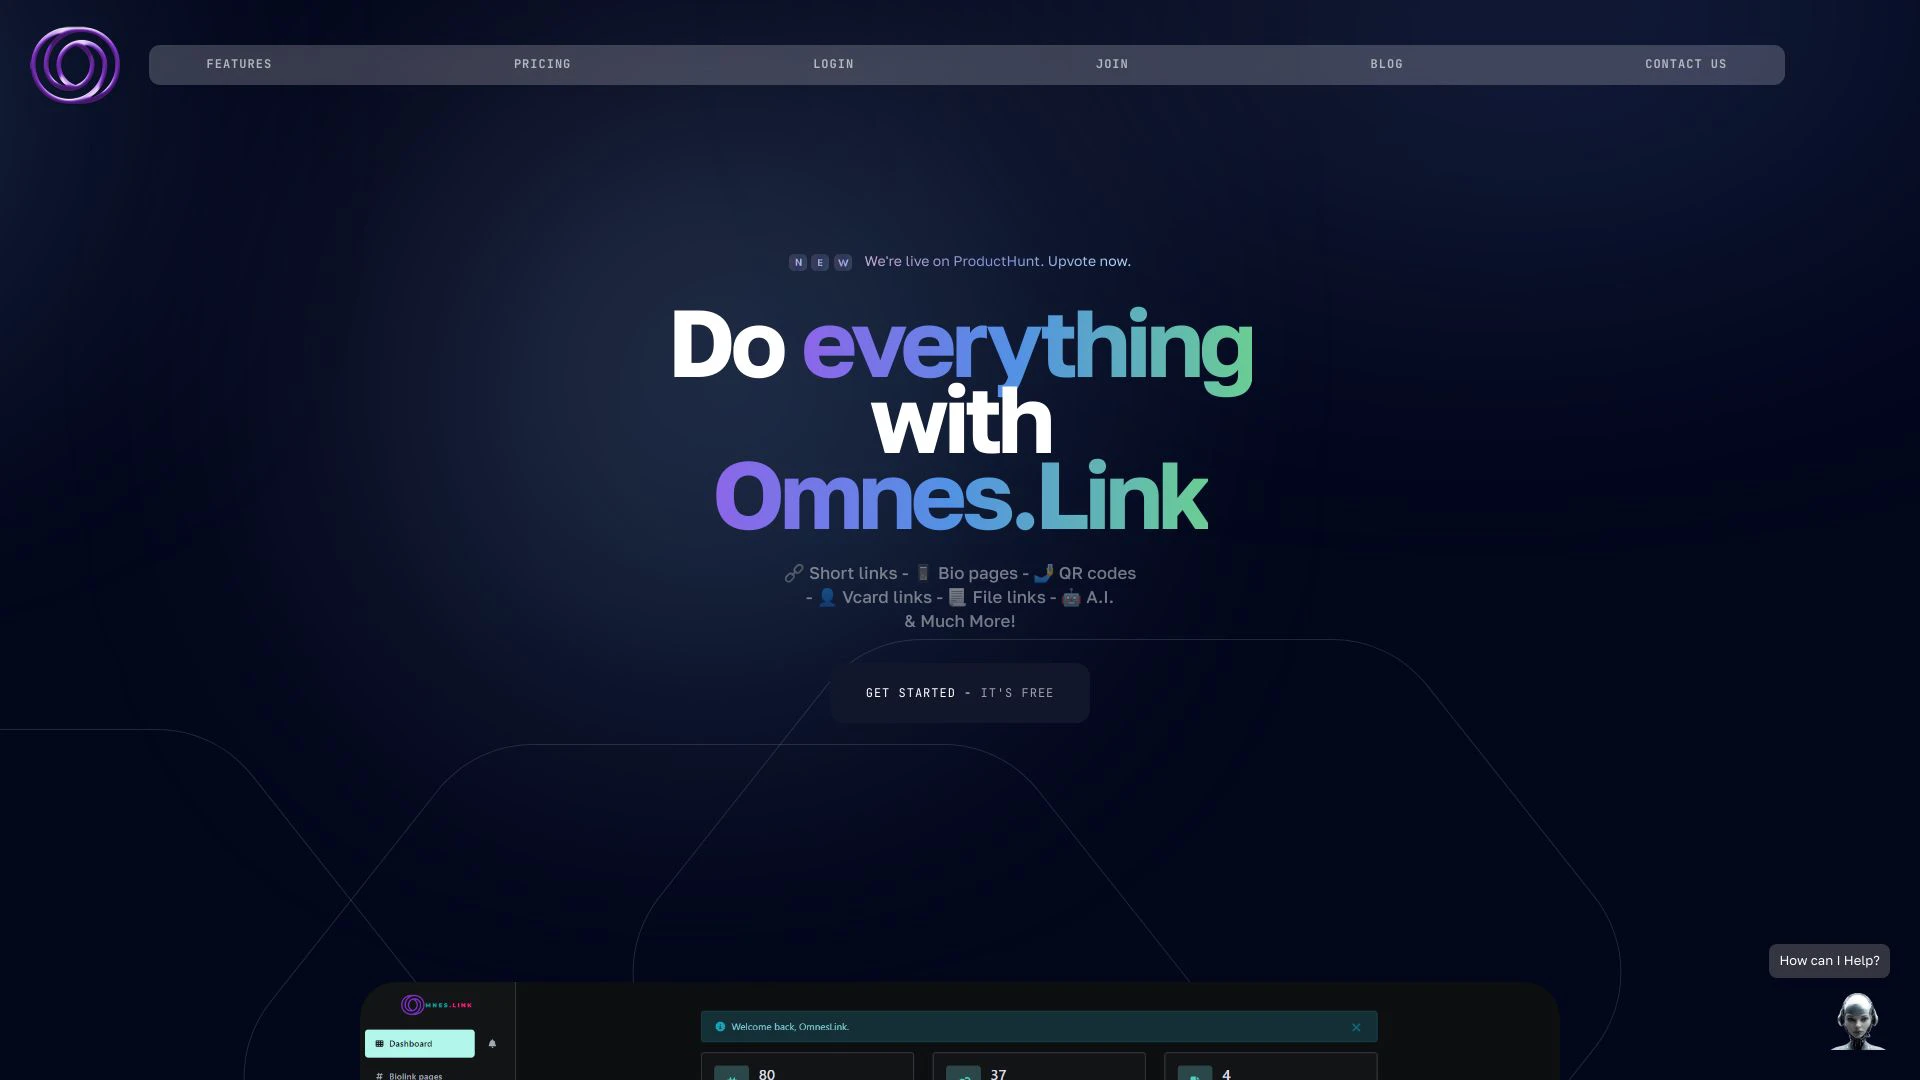 FEATURES PRICING LOGIN JOIN BLOG CONTACT US
NEW We're live on ProductHunt. Upvote now.
Do everything
with
Omnes.Link
🔗 Short links - 📱 Bio pages - 🤳 QR codes
- 👤 Vcard links - 📃 File links - 🤖 A.I.
& Much More!
GET STARTED - IT'S FREE
How can I Help?
MNES.LINK
Welcome back, OmnesLink.
Dashboard
80 37 4
# Biolink pages